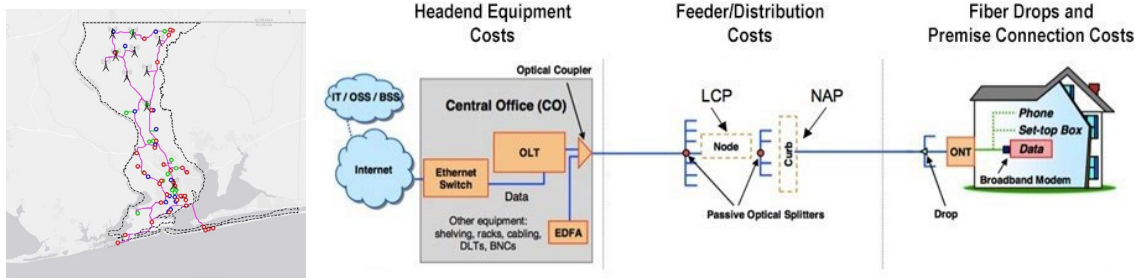 Headend Equipment
Costs
Feeder/Distribution
Costs
Fiber Drops and
Premise Connection Costs
Optical Coupler
IT / OSS / BSS
Central Office (CO)
LCP
NAP
Phone
Set-top Box
Data
OLT
Node
Curb
ONT
Internet
Ethernet
Switch
Data
Broadband Modem
Passive Optical Splitters
Drop
Other equipment:
shelving, racks, cabling,
DLTs, BNCs
EDFA